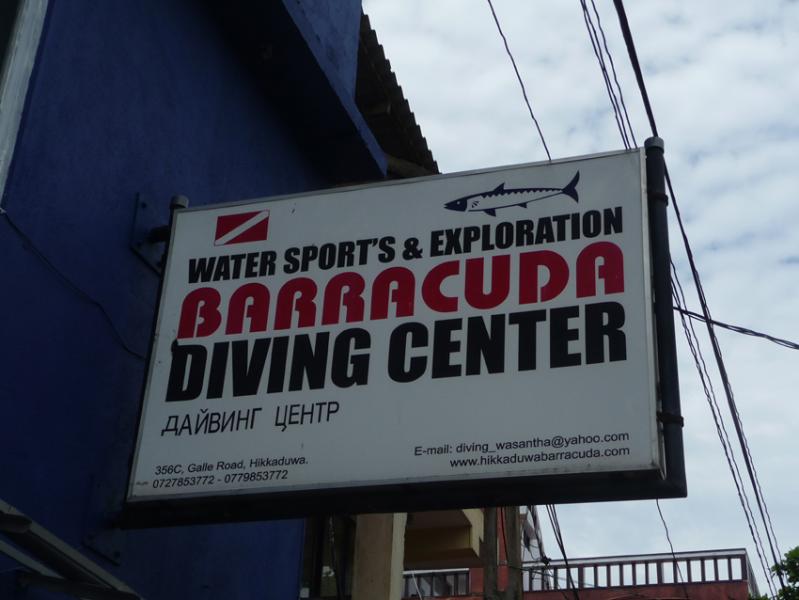 WATER SPORT'S & EXPLORATION
BARRACUDA
DIVING CENTER
ДАЙВИНГ ЦЕНТР
356C, Galle Road, Hikkaduwa.
0727853772 - 0779853772
E-mail: diving_wasantha@yahoo.com
www.hikkaduwabarracuda.com